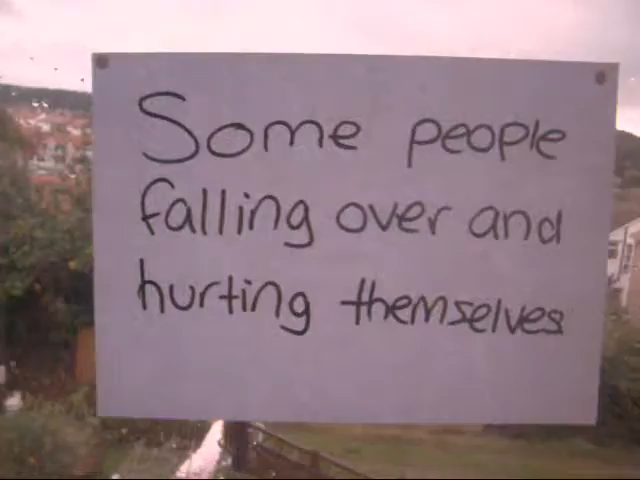 Some people
falling over and
hurting themselves